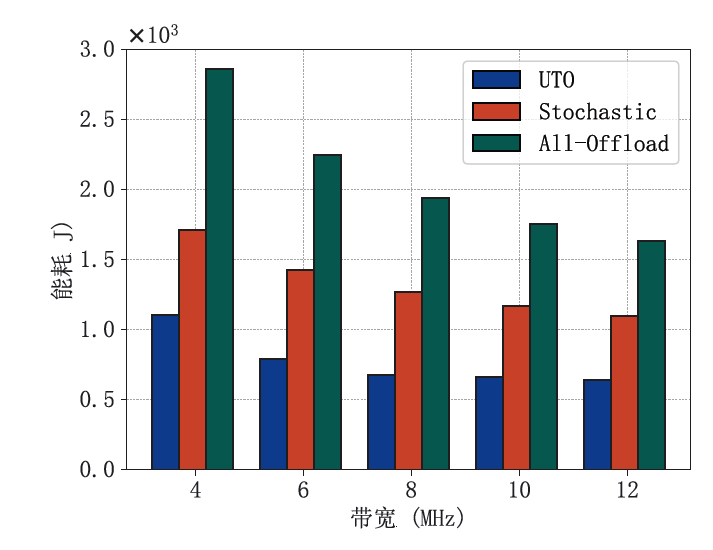 ×10³
3.0
2.5
2.0
1.5
1.0
0.5
0.0
能耗 J)
UTO
Stochastic
All-Offload
4 6 8 10 12
带宽 (MHz)